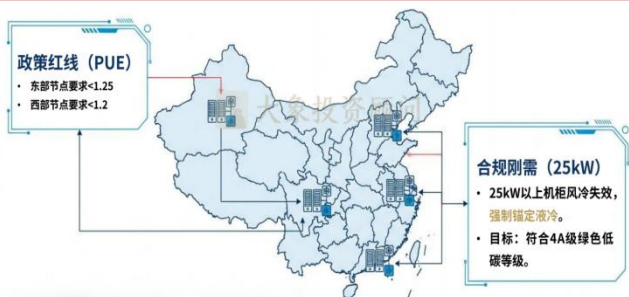 政策红线（PUE）
• 东部节点要求<1.25
• 西部节点要求<1.2
大象投资顾问
合规刚需（25kW）
• 25kW以上机柜风冷失效，
强制锚定液冷。
• 目标：符合4A级绿色低
碳等级。